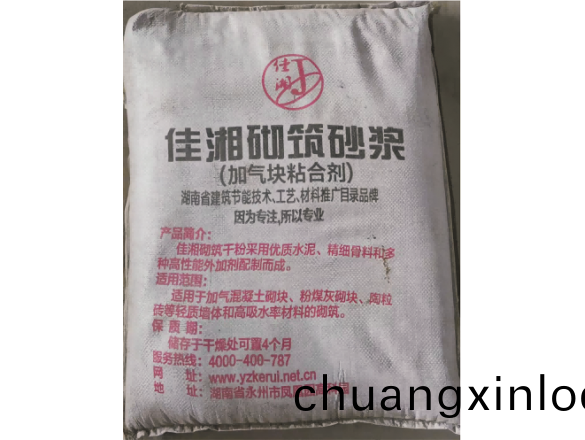 佳湘
佳湘砌筑砂浆
(加气块粘合剂)
湖南省建筑节能技术、工艺、材料推广目录品牌
因为专注,所以专业
产品简介:
佳湘砌筑干粉采用优质水泥、精细骨料和多
种高性能外加剂配制而成。
适用范围:
适用于加气混凝土砌块、粉煤灰砌块、陶粒
砖等轻质墙体和高吸水率材料的砌筑。
保 质 期:
储存于干燥处可置4个月
服务热线:4000-400-787
网 址:www.yzkerui.net.cn
地 址:湖南省永州市凤
chuangxinloc